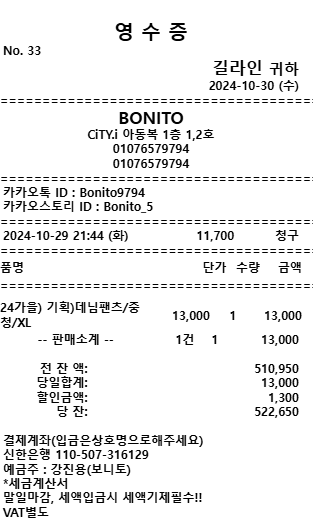 영 수 증
No. 33
길라인 귀하
2024-10-30 (수)
BONITO
CiTY.i 아동복 1층 1,2호
01076579794
01076579794
카카오톡 ID : Bonito9794
카카오스토리 ID : Bonito_5
2024-10-29 21:44 (화) 11,700 청구
품명 단가 수량 금액
24가을) 기획)데님팬츠/중
청/XL 13,000 1 13,000
-- 판매소계 -- 1건 1 13,000
전 잔 액: 510,950
당일합계: 13,000
할인금액: 1,300
당 잔: 522,650
결제계좌(입금은상호명으로해주세요)
신한은행 110-507-316129
예금주 : 강진용(보니토)
*세금계산서
말일마감, 세액입금시 세액기제필수!!
VAT별도